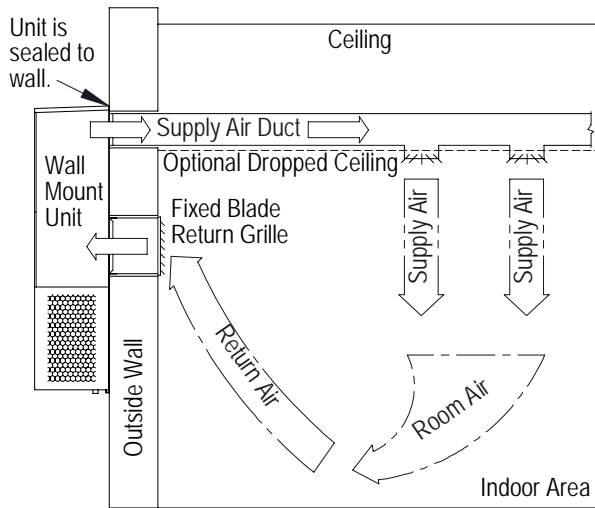 Unit is
sealed to
wall.
Ceiling
Supply Air Duct
Optional Dropped Ceiling
Wall
Mount
Unit
Fixed Blade
Return Grille
Supply Air
Supply Air
Return Air
Room Air
Outside Wall
Indoor Area